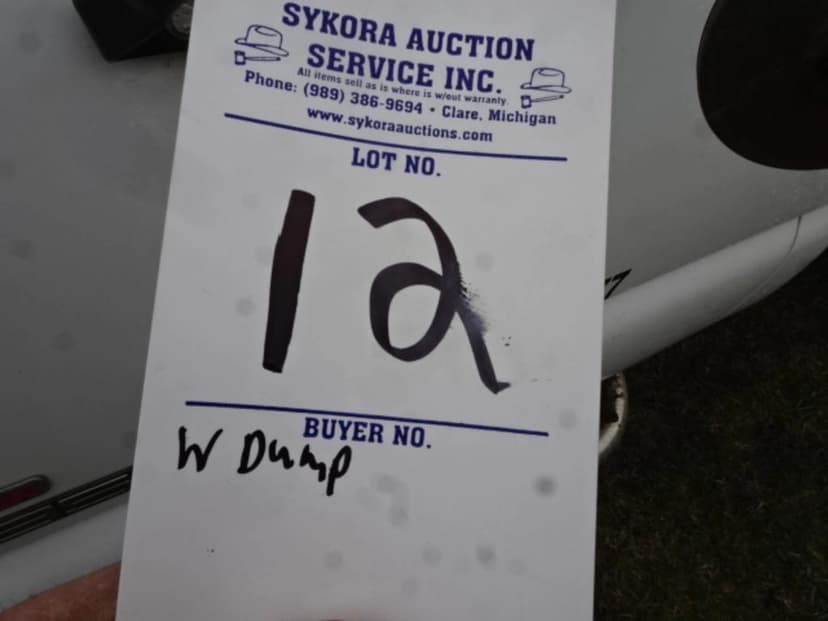 SYKORA AUCTION
SERVICE INC.
All items sell as is where is w/out warranty.
Phone: (989) 386-9694 • Clare, Michigan
www.sykoraauctions.com
LOT NO.
12
BUYER NO.
W Dump